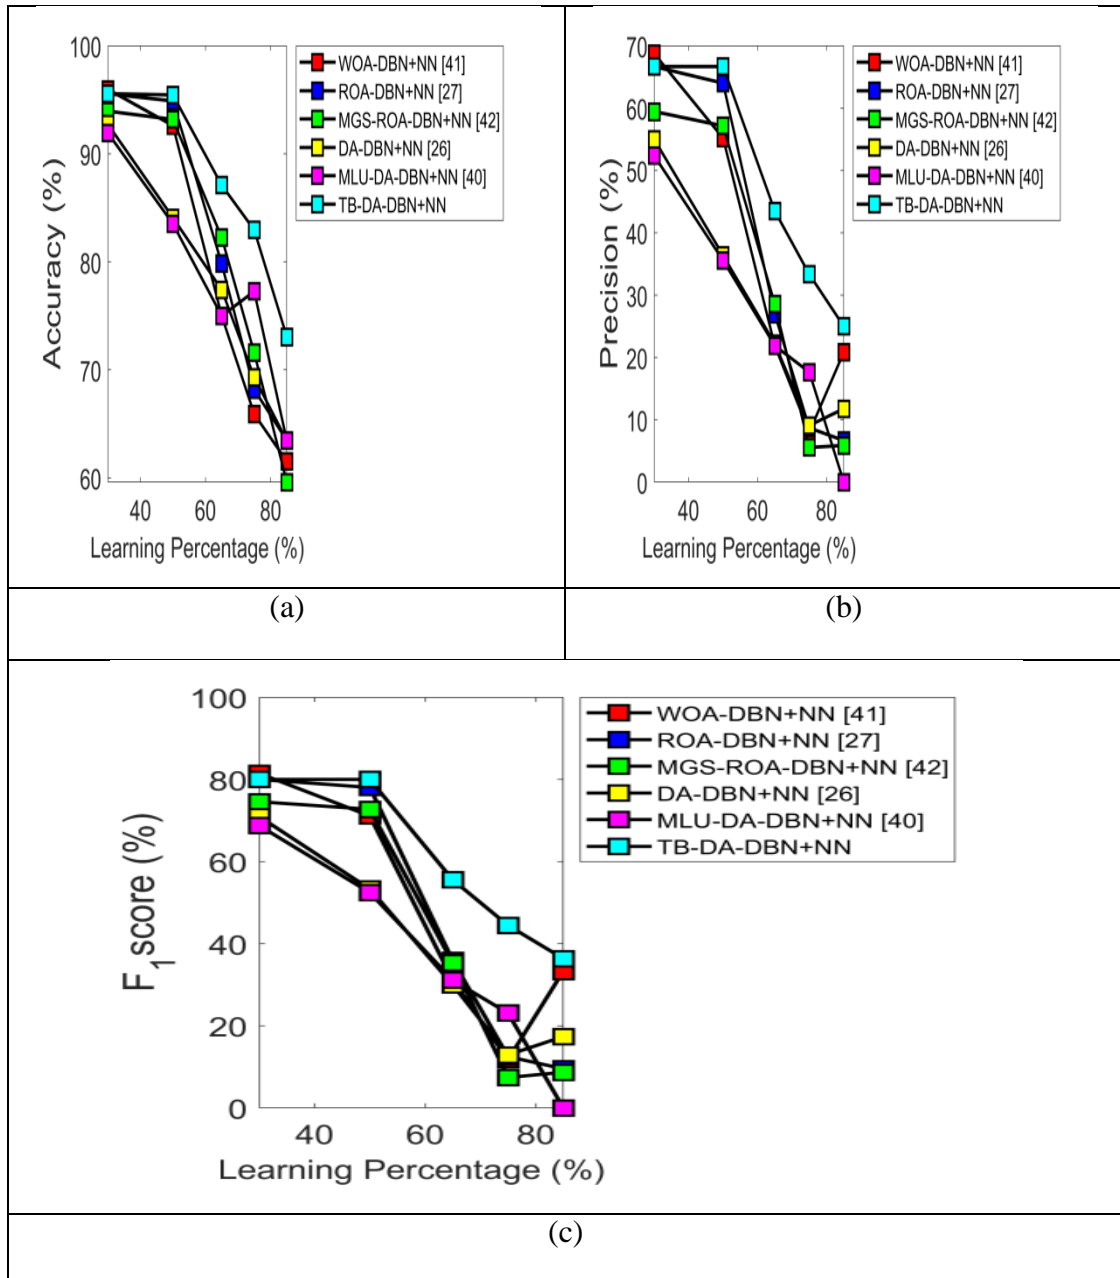 100
90
80
70
60
Accuracy (%)
40 60 80
Learning Percentage (%)
WOA-DBN+NN [41]
ROA-DBN+NN [27]
MGS-ROA-DBN+NN [42]
DA-DBN+NN [26]
MLU-DA-DBN+NN [40]
TB-DA-DBN+NN
(a)
70
60
50
40
30
20
10
0
Precision (%)
40 60 80
Learning Percentage (%)
WOA-DBN+NN [41]
ROA-DBN+NN [27]
MGS-ROA-DBN+NN [42]
DA-DBN+NN [26]
MLU-DA-DBN+NN [40]
TB-DA-DBN+NN
(b)
100
80
60
40
20
0
F1 score (%)
40 60 80
Learning Percentage (%)
WOA-DBN+NN [41]
ROA-DBN+NN [27]
MGS-ROA-DBN+NN [42]
DA-DBN+NN [26]
MLU-DA-DBN+NN [40]
TB-DA-DBN+NN
(c)